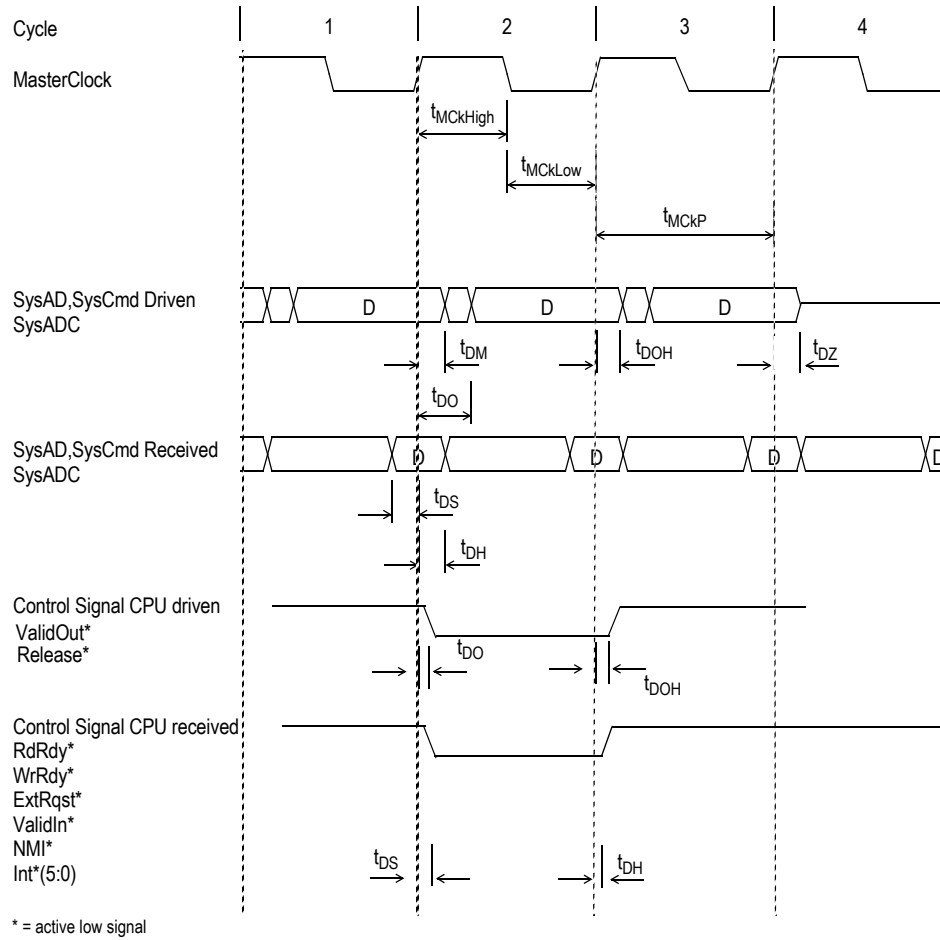 Cycle 1 2 3 4
MasterClock
tMCkHigh
tMCkLow
tMCkP
SysAD,SysCmd Driven
SysADC
D D D
tDM tDOH tDZ
tDO
SysAD,SysCmd Received
SysADC
D D D D
tDS
tDH
Control Signal CPU driven
ValidOut*
Release*
tDO
tDOH
Control Signal CPU received
RdRdy*
WrRdy*
ExtRqst*
ValidIn*
NMI*
Int*(5:0)
tDS tDH
* = active low signal